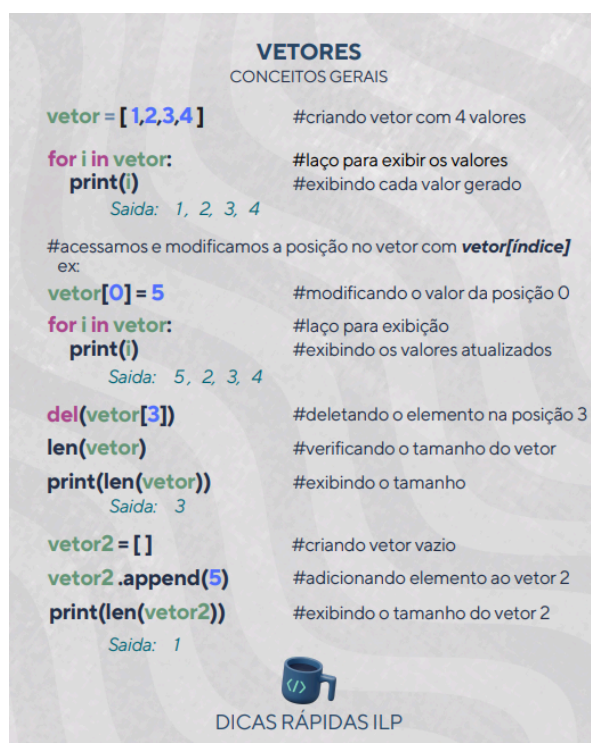 VETORES
CONCEITOS GERAIS
vetor = [ 1,2,3,4 ] #criando vetor com 4 valores
for i in vetor: #laço para exibir os valores
print(i) #exibindo cada valor gerado
Saida: 1, 2, 3, 4
#acessamos e modificamos a posição no vetor com vetor[índice]
ex:
vetor[0] = 5 #modificando o valor da posição 0
for i in vetor: #laço para exibição
print(i) #exibindo os valores atualizados
Saida: 5, 2, 3, 4
del(vetor[3]) #deletando o elemento na posição 3
len(vetor) #verificando o tamanho do vetor
print(len(vetor)) #exibindo o tamanho
Saida: 3
vetor2 = [ ] #criando vetor vazio
vetor2 .append(5) #adicionando elemento ao vetor 2
print(len(vetor2)) #exibindo o tamanho do vetor 2
Saida: 1
</>
DICAS RÁPIDAS ILP